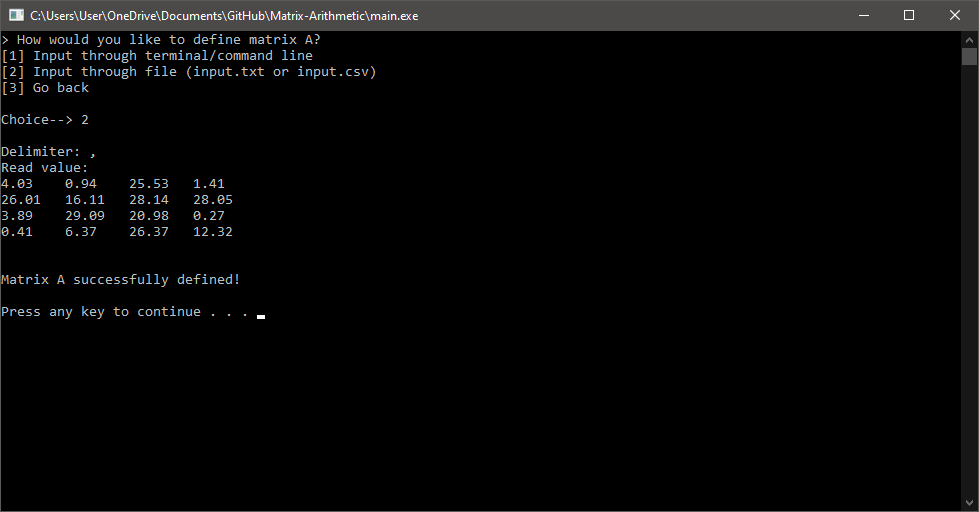 C:\Users\User\OneDrive\Documents\GitHub\Matrix-Arithmetic\main.exe
> How would you like to define matrix A?
[1] Input through terminal/command line
[2] Input through file (input.txt or input.csv)
[3] Go back
Choice--> 2
Delimiter: ,
Read value:
4.03    0.94    25.53   1.41
26.01   16.11   28.14   28.05
3.89    29.09   20.98   0.27
0.41    6.37    26.37   12.32
Matrix A successfully defined!
Press any key to continue . . .